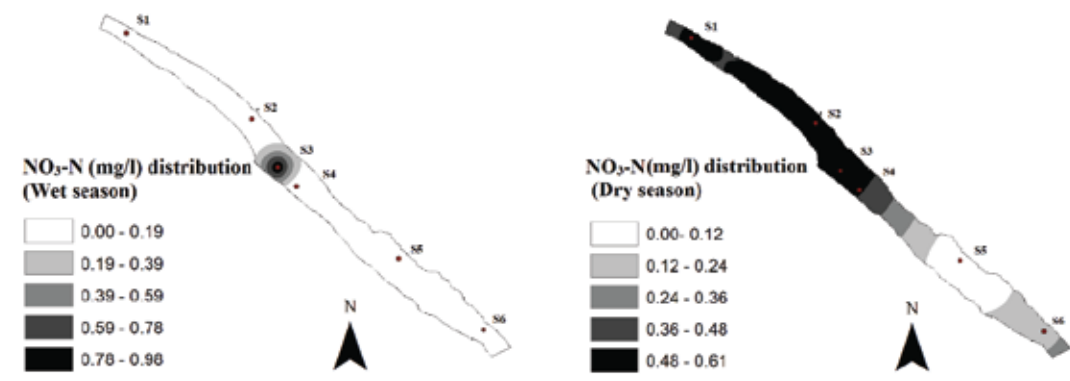 S1
S2
S3
S4
S5
S6
NO₃-N (mg/l) distribution
(Wet season)
0.00 - 0.19
0.19 - 0.39
0.39 - 0.59
0.59 - 0.78
0.78 - 0.98
N
S1
S2
S3
S4
S5
S6
NO₃-N(mg/l) distribution
(Dry season)
0.00- 0.12
0.12 - 0.24
0.24 - 0.36
0.36 - 0.48
0.48 - 0.61
N